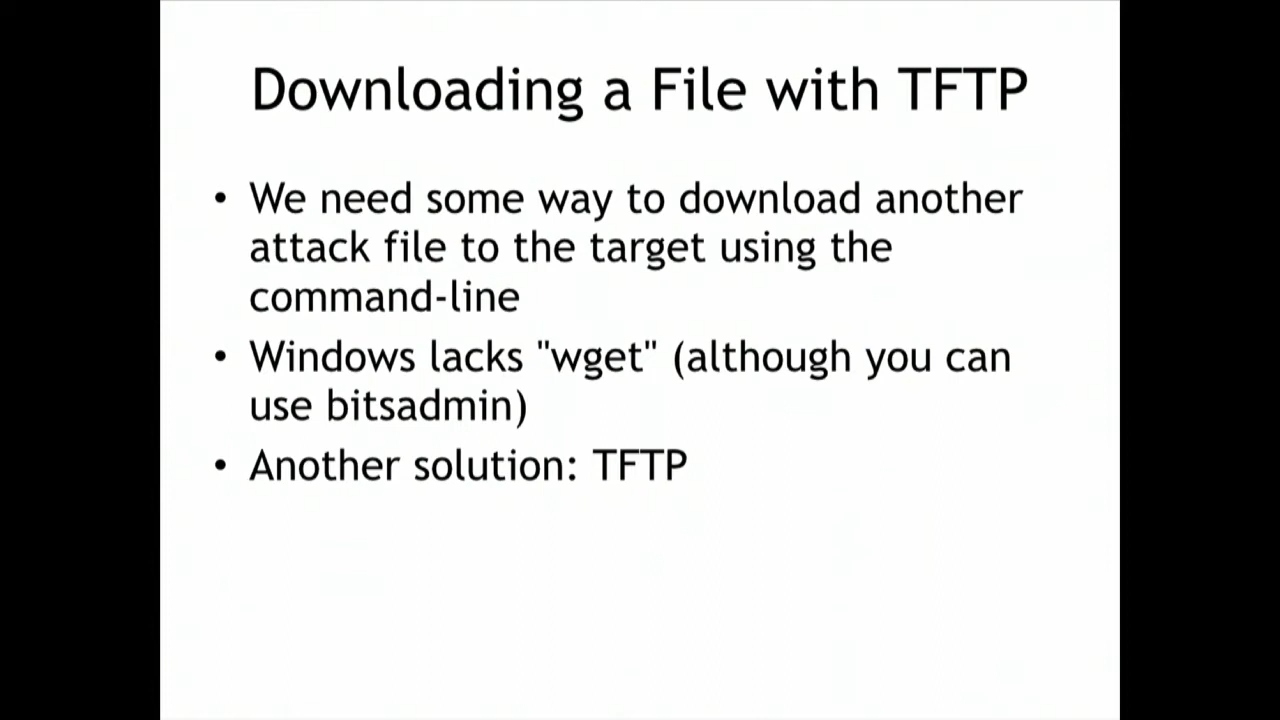 Downloading a File with TFTP
• We need some way to download another
attack file to the target using the
command-line
• Windows lacks "wget" (although you can
use bitsadmin)
• Another solution: TFTP